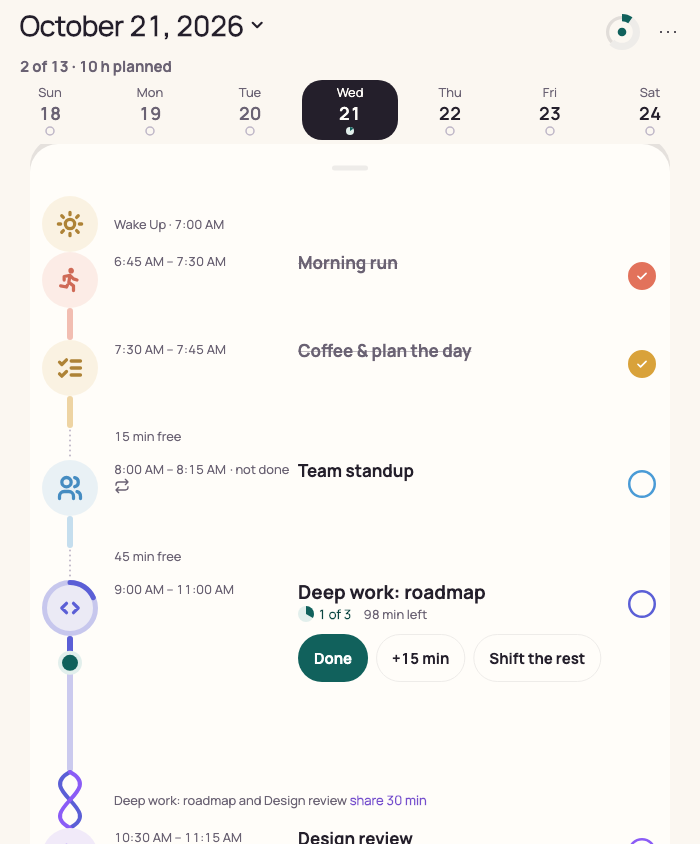 October 21, 2026
2 of 13 · 10 h planned
Sun Mon Tue Wed Thu Fri Sat
18 19 20 21 22 23 24
Wake Up · 7:00 AM
6:45 AM – 7:30 AM Morning run
7:30 AM – 7:45 AM Coffee & plan the day
15 min free
8:00 AM – 8:15 AM · not done Team standup
45 min free
9:00 AM – 11:00 AM Deep work: roadmap
1 of 3 98 min left
Done +15 min Shift the rest
Deep work: roadmap and Design review share 30 min
10:30 AM – 11:15 AM Design review